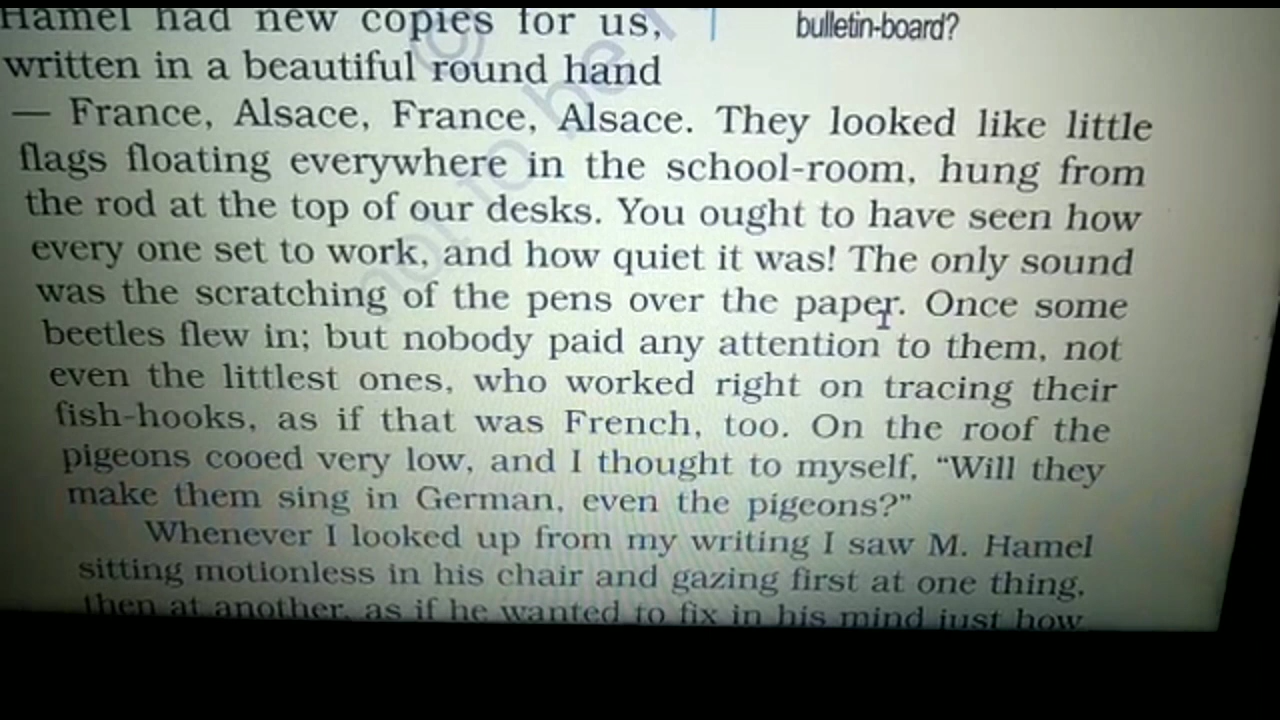 Hamel had new copies for us,
bulletin-board?
written in a beautiful round hand
— France, Alsace, France, Alsace. They looked like little
flags floating everywhere in the school-room, hung from
the rod at the top of our desks. You ought to have seen how
every one set to work, and how quiet it was! The only sound
was the scratching of the pens over the paper. Once some
beetles flew in; but nobody paid any attention to them, not
even the littlest ones, who worked right on tracing their
fish-hooks, as if that was French, too. On the roof the
pigeons cooed very low, and I thought to myself, “Will they
make them sing in German, even the pigeons?”
Whenever I looked up from my writing I saw M. Hamel
sitting motionless in his chair and gazing first at one thing,
then at another, as if he wanted to fix in his mind just how
©
not to be